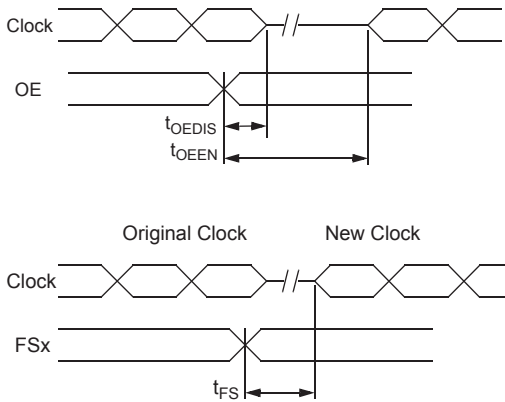 Clock
OE
tOEDIS
tOEEN
Original Clock New Clock
Clock
FSx
tFS